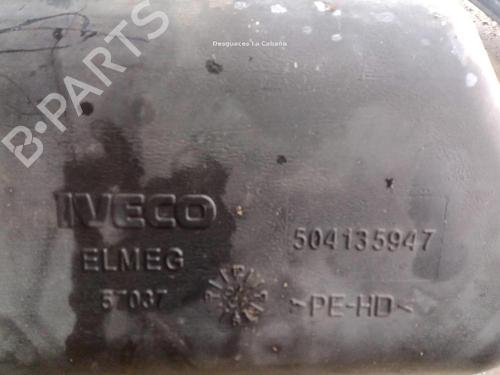 Desguaces La Cabaña
B-PARTS
IVECO
504135947
ELMEG
57037
>PE-HD<